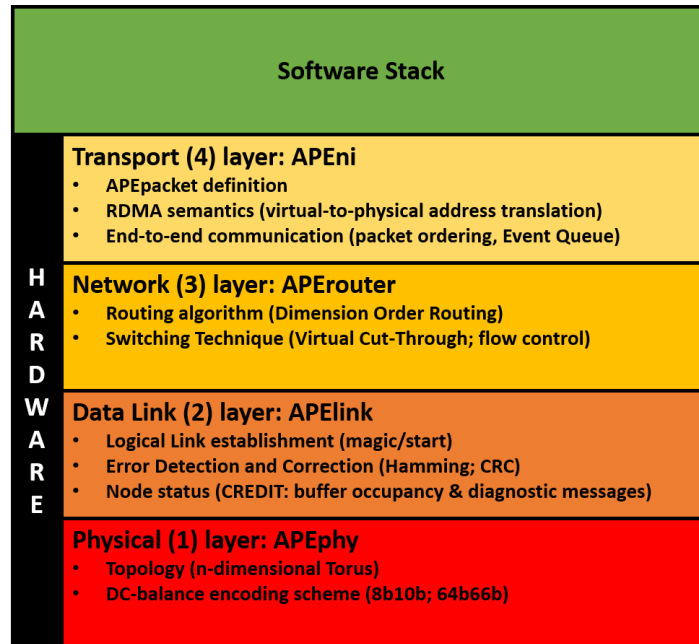 Software Stack
Transport (4) layer: APEni
• APEpacket definition
• RDMA semantics (virtual-to-physical address translation)
• End-to-end communication (packet ordering, Event Queue)
HARDWARE
Network (3) layer: APErouter
• Routing algorithm (Dimension Order Routing)
• Switching Technique (Virtual Cut-Through; flow control)
Data Link (2) layer: APElink
• Logical Link establishment (magic/start)
• Error Detection and Correction (Hamming; CRC)
• Node status (CREDIT: buffer occupancy & diagnostic messages)
Physical (1) layer: APEphy
• Topology (n-dimensional Torus)
• DC-balance encoding scheme (8b10b; 64b66b)